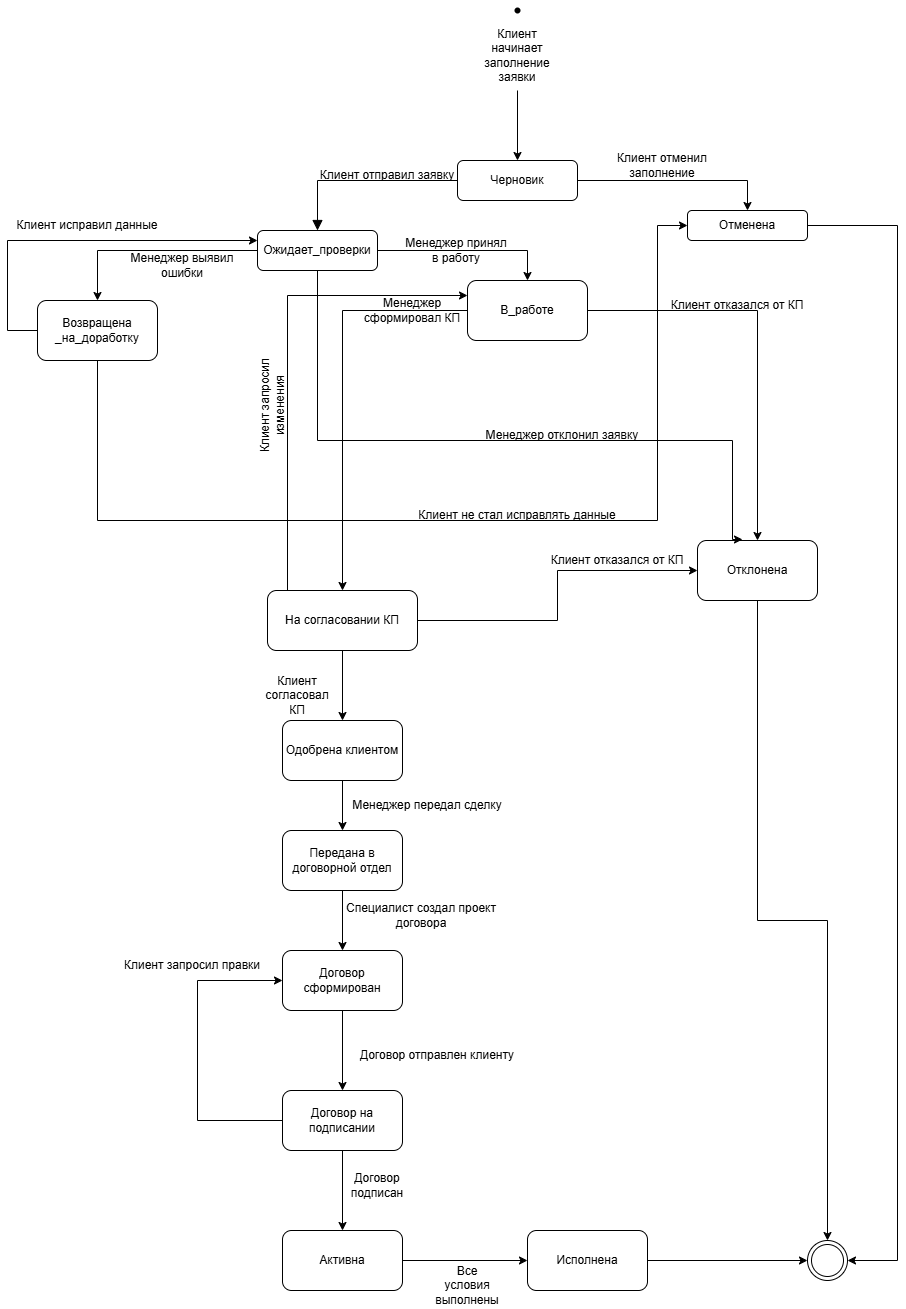 Клиент
начинает
заполнение
заявки
Черновик
Клиент отправил заявку
Клиент отменил
заполнение
Отменена
Клиент исправил данные
Ожидает_проверки
Менеджер принял
в работу
Менеджер выявил
ошибки
Возвращена
_на_доработку
В_работе
Менеджер
сформировал КП
Клиент отказался от КП
Клиент запросил
изменения
Менеджер отклонил заявку
Клиент не стал исправлять данные
Клиент отказался от КП
Отклонена
На согласовании КП
Клиент
согласовал
КП
Одобрена клиентом
Менеджер передал сделку
Передана в
договорной отдел
Специалист создал проект
договора
Клиент запросил правки
Договор
сформирован
Договор отправлен клиенту
Договор на
подписании
Договор
подписан
Активна
Все
условия
выполнены
Исполнена